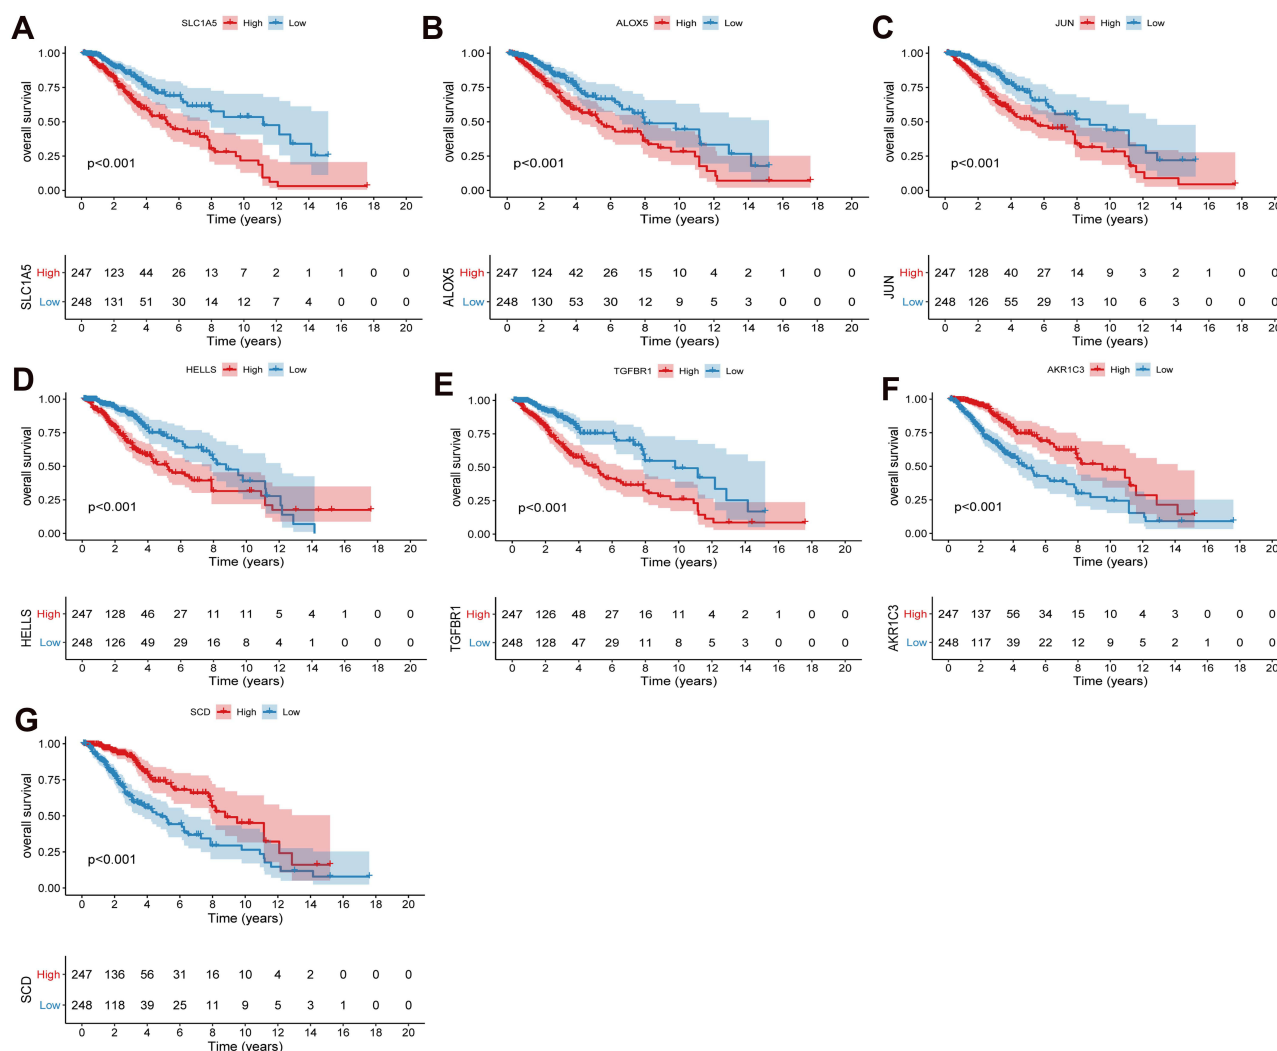 A
SLC1A5 High Low
overall survival
1.00
0.75
0.50
0.25
0.00
p<0.001
0 2 4 6 8 10 12 14 16 18 20
Time (years)
SLC1A5
High 247 123 44 26 13 7 2 1 1 0 0
Low 248 131 51 30 14 12 7 4 0 0 0
0 2 4 6 8 10 12 14 16 18 20
Time (years)
B
ALOX5 High Low
overall survival
1.00
0.75
0.50
0.25
0.00
p<0.001
0 2 4 6 8 10 12 14 16 18 20
Time (years)
ALOX5
High 247 124 42 26 15 10 4 2 1 0 0
Low 248 130 53 30 12 9 5 3 0 0 0
0 2 4 6 8 10 12 14 16 18 20
Time (years)
C
JUN High Low
overall survival
1.00
0.75
0.50
0.25
0.00
p<0.001
0 2 4 6 8 10 12 14 16 18 20
Time (years)
JUN
High 247 128 40 27 14 9 3 2 1 0 0
Low 248 126 55 29 13 10 6 3 0 0 0
0 2 4 6 8 10 12 14 16 18 20
Time (years)
D
HELLS High Low
overall survival
1.00
0.75
0.50
0.25
0.00
p<0.001
0 2 4 6 8 10 12 14 16 18 20
Time (years)
HELLS
High 247 128 46 27 11 11 5 4 1 0 0
Low 248 126 49 29 16 8 4 1 0 0 0
0 2 4 6 8 10 12 14 16 18 20
Time (years)
E
TGFBR1 High Low
overall survival
1.00
0.75
0.50
0.25
0.00
p<0.001
0 2 4 6 8 10 12 14 16 18 20
Time (years)
TGFBR1
High 247 126 48 27 16 11 4 2 1 0 0
Low 248 128 47 29 11 8 5 3 0 0 0
0 2 4 6 8 10 12 14 16 18 20
Time (years)
F
AKR1C3 High Low
overall survival
1.00
0.75
0.50
0.25
0.00
p<0.001
0 2 4 6 8 10 12 14 16 18 20
Time (years)
AKR1C3
High 247 137 56 34 15 10 4 3 0 0 0
Low 248 117 39 22 12 9 5 2 1 0 0
0 2 4 6 8 10 12 14 16 18 20
Time (years)
G
SCD High Low
overall survival
1.00
0.75
0.50
0.25
0.00
p<0.001
0 2 4 6 8 10 12 14 16 18 20
Time (years)
SCD
High 247 136 56 31 16 10 4 2 0 0 0
Low 248 118 39 25 11 9 5 3 1 0 0
0 2 4 6 8 10 12 14 16 18 20
Time (years)